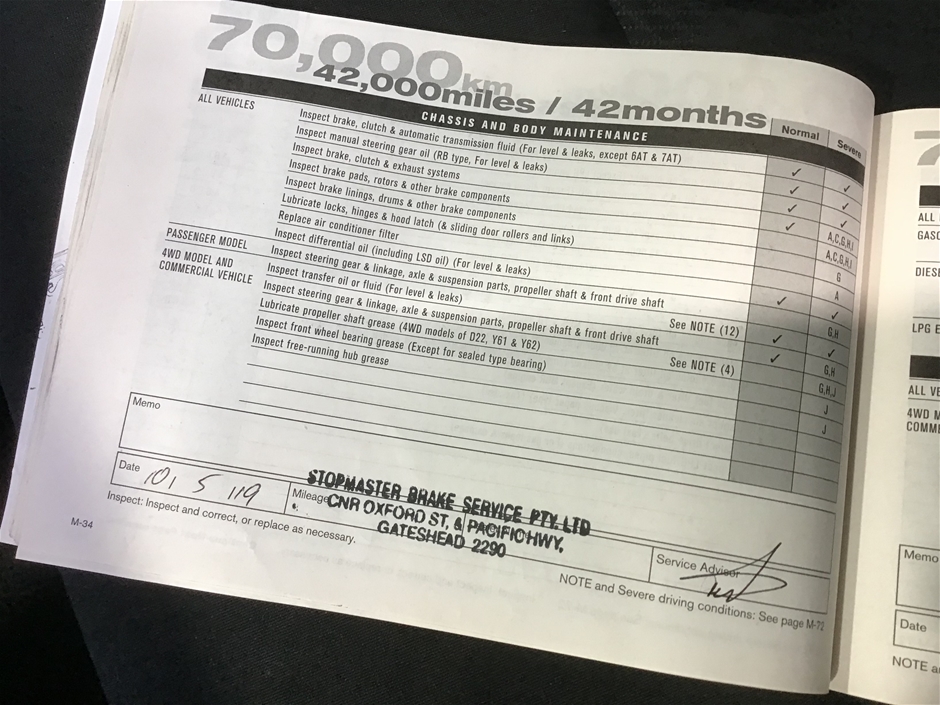 70,000km
42,000miles / 42months
CHASSIS AND BODY MAINTENANCE
Normal
Severe
ALL VEHICLES
Inspect brake, clutch & automatic transmission fluid (For level & leaks, except 6AT & 7AT)
✓ ✓
Inspect manual steering gear oil (RB type, For level & leaks)
✓ ✓
Inspect brake, clutch & exhaust systems
✓ ✓
Inspect brake pads, rotors & other brake components
✓ A,C,G,H,I
Inspect brake linings, drums & other brake components
A,C,G,H,I
Lubricate locks, hinges & hood latch (& sliding door rollers and links)
G
Replace air conditioner filter
A
Inspect differential oil (including LSD oil) (For level & leaks)
✓ ✓
PASSENGER MODEL
Inspect steering gear & linkage, axle & suspension parts, propeller shaft & front drive shaft
G,H
4WD MODEL AND
COMMERCIAL VEHICLE
Inspect transfer oil or fluid (For level & leaks)
See NOTE (12)
✓ ✓
Inspect steering gear & linkage, axle & suspension parts, propeller shaft & front drive shaft
✓ G,H
Lubricate propeller shaft grease (4WD models of D22, Y61 & Y62)
See NOTE (4)
G,H,J
Inspect front wheel bearing grease (Except for sealed type bearing)
J
Inspect free-running hub grease
J
Memo
Date 10, 5 119
Mileage
STOPMASTER BRAKE SERVICE PTY. LTD
CNR OXFORD ST, & PACIFIC HWY,
GATESHEAD 2290
Service Advisor
Inspect: Inspect and correct, or replace as necessary.
NOTE and Severe driving conditions: See page M-72
M-34
7
ALL
GASO
DIESE
LPG E
ALL VE
4WD M
COMME
Memo
Date
NOTE a